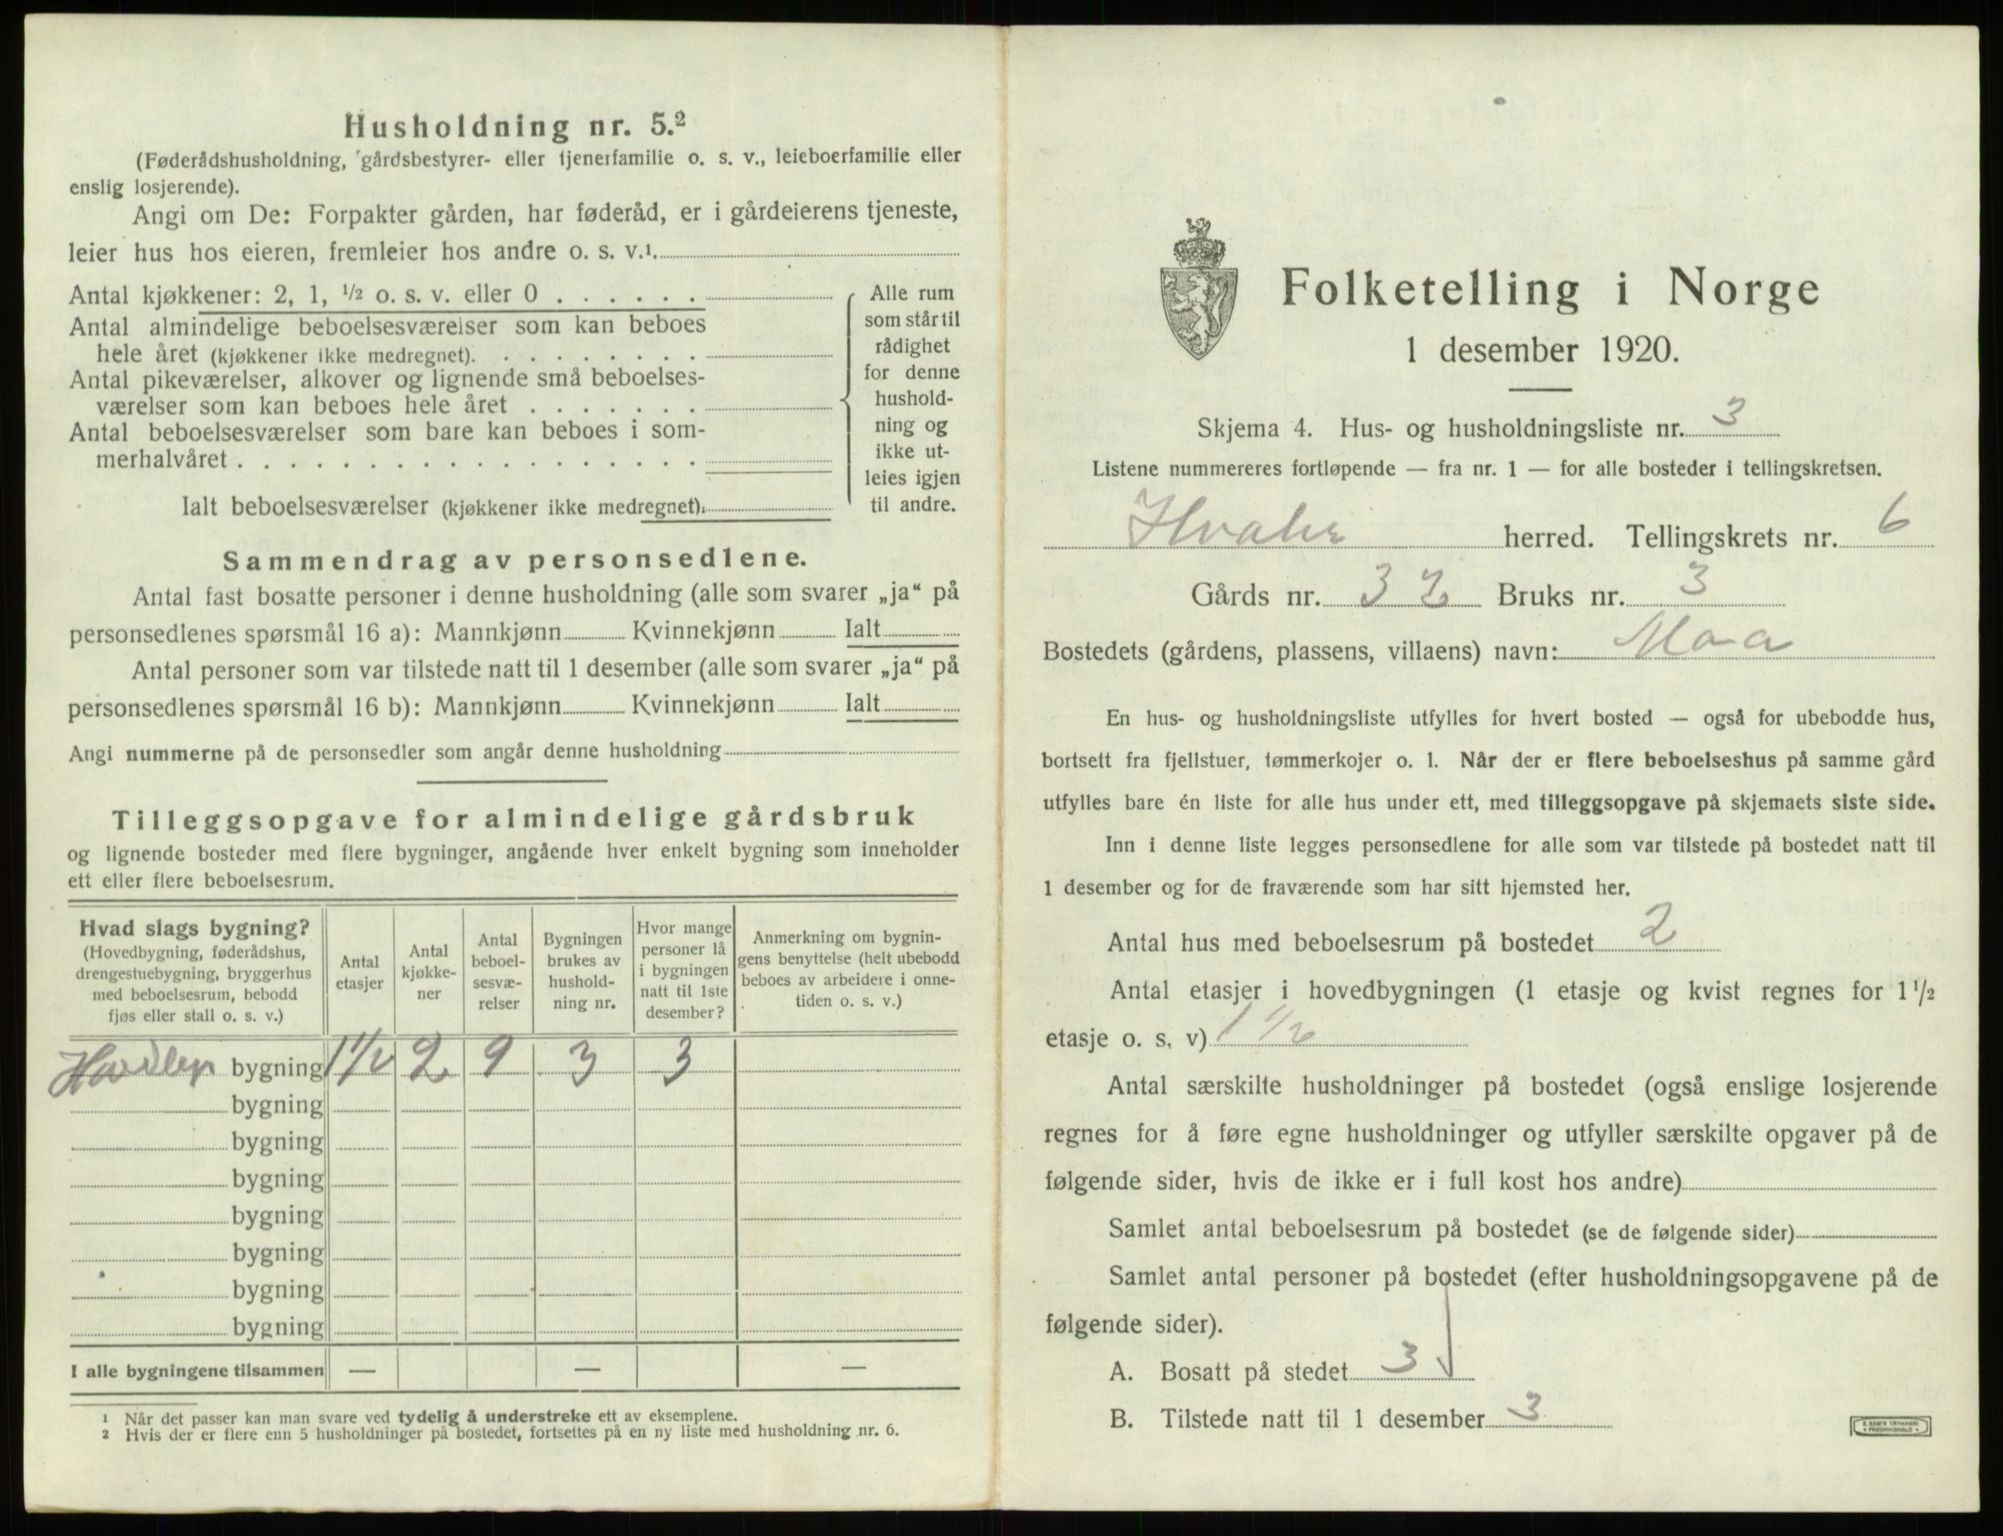 Husholdning nr. 5.²
(Føderådshusholdning, gårdsbestyrer- eller tjenerfamilie o. s. v., leieboerfamilie eller
enslig losjerende).
Angi om De: Forpakter gården, har føderåd, er i gårdeierens tjeneste,
leier hus hos eieren, fremleier hos andre o. s. v.¹
Antal kjøkkener: 2, 1, ½ o. s. v. eller 0
Antal almindelige beboelsesværelser som kan beboes
hele året (kjøkkener ikke medregnet).
Antal pikeværelser, alkover og lignende små beboelses-
værelser som kan beboes hele året
Antal beboelsesværelser som bare kan beboes i som-
merhalvåret
Ialt beboelsesværelser (kjøkkener ikke medregnet).
Alle rum
som står til
rådighet
for denne
hushold-
ning og
ikke ut-
leies igjen
til andre.
Sammendrag av personsedlene.
Antal fast bosatte personer i denne husholdning (alle som svarer „ja“ på
personsedlenes spørsmål 16 a): Mannkjønn Kvinnekjønn Ialt
Antal personer som var tilstede natt til 1 desember (alle som svarer „ja“ på
personsedlenes spørsmål 16 b): Mannkjønn Kvinnekjønn Ialt
Angi nummerne på de personsedler som angår denne husholdning
Tilleggsopgave for almindelige gårdsbruk
og lignende bosteder med flere bygninger, angående hver enkelt bygning som inneholder
ett eller flere beboelsesrum.
Hvad slags bygning?
(Hovedbygning, føderådshus,
drengestuebygning, bryggerhus
med beboelsesrum, bebodd
fjøs eller stall o. s. v.)
Antal
etasjer
Antal
kjøkke-
ner
Antal
beboel-
sesvæ-
relser
Bygningen
brukes av
hushold-
ning nr.
Hvor mange
personer lå
i bygningen
natt til 1ste
desember?
Anmerkning om bygnin-
gens benyttelse (helt ubebodd
beboes av arbeidere i onne-
tiden o. s. v.)
bygning 1½ 2 9 3 3
bygning
bygning
bygning
bygning
bygning
bygning
bygning
I alle bygningene tilsammen — — —
1 Når det passer kan man svare ved tydelig å understreke ett av eksemplene.
2 Hvis der er flere enn 5 husholdninger på bostedet, fortsettes på en ny liste med husholdning nr. 6.
Folketelling i Norge
1 desember 1920.
Skjema 4. Hus- og husholdningsliste nr. 3
Listene nummereres fortløpende — fra nr. 1 — for alle bosteder i tellingskretsen.
Hvaler herred. Tellingskrets nr. 6
Gårds nr. 32 Bruks nr. 3
Bostedets (gårdens, plassens, villaens) navn: Moa
En hus- og husholdningsliste utfylles for hvert bosted — også for ubebodde hus,
bortsett fra fjellstuer, tømmerkojer o. l. Når der er flere beboelseshus på samme gård
utfylles bare én liste for alle hus under ett, med tilleggsopgave på skjemaets siste side.
Inn i denne liste legges personsedlene for alle som var tilstede på bostedet natt til
1 desember og for de fraværende som har sitt hjemsted her.
Antal hus med beboelsesrum på bostedet 2
Antal etasjer i hovedbygningen (1 etasje og kvist regnes for 1 ½
etasje o. s. v) 1 ½
Antal særskilte husholdninger på bostedet (også enslige losjerende
regnes for å føre egne husholdninger og utfyller særskilte opgaver på de
følgende sider, hvis de ikke er i full kost hos andre)
Samlet antal beboelsesrum på bostedet (se de følgende sider)
Samlet antal personer på bostedet (efter husholdningsopgavene på de
følgende sider).
A. Bosatt på stedet 3
B. Tilstede natt til 1 desember 3